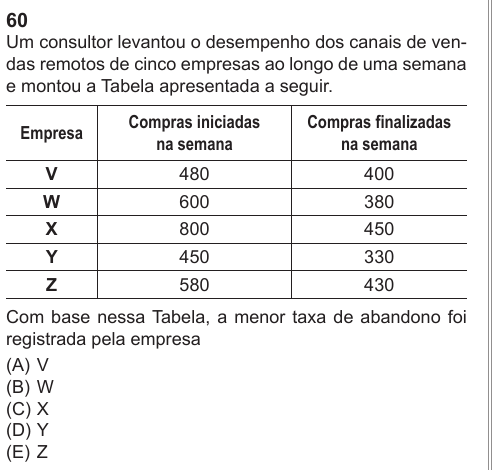 60
Um consultor levantou o desempenho dos canais de ven-
das remotos de cinco empresas ao longo de uma semana
e montou a Tabela apresentada a seguir.
Empresa Compras iniciadas na semana Compras finalizadas na semana
V 480 400
W 600 380
X 800 450
Y 450 330
Z 580 430
Com base nessa Tabela, a menor taxa de abandono foi
registrada pela empresa
(A) V
(B) W
(C) X
(D) Y
(E) Z